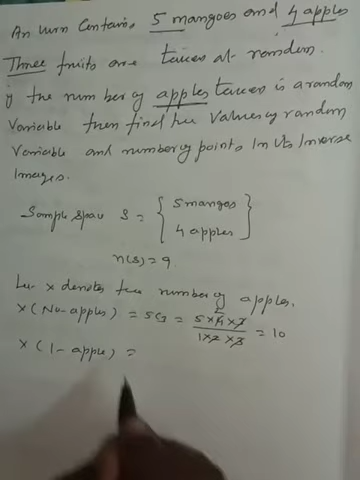 An Urn Contains 5 mangoes and 4 apples
Three fruits are taken at random.
if the number of apples taken is a random
Variable then find the values of random
Variable and number of points In its Inverse
Images.
Sample space S = { 5 mangoes
4 apples }
n(s) = 9
Let x denotes the number of apples.
x (No-apples) = 5C3 = 5×4×3 / 1×2×3 = 10
x (1-apple) =